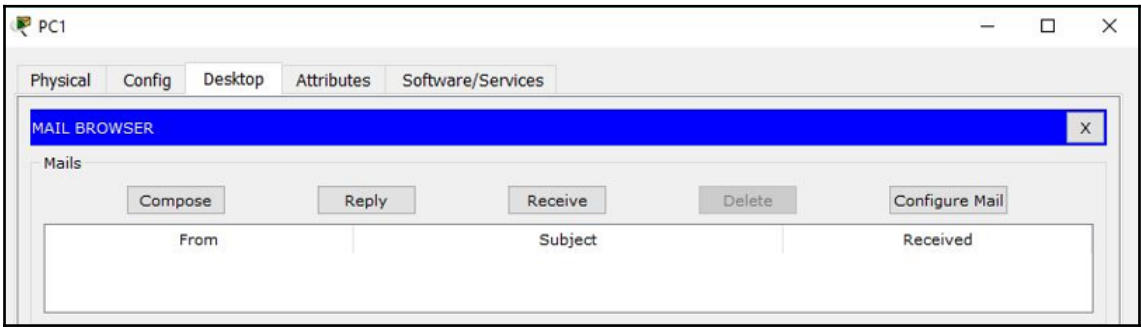 PC1
Physical Config Desktop Attributes Software/Services
MAIL BROWSER X
Mails
Compose Reply Receive Delete Configure Mail
From Subject Received